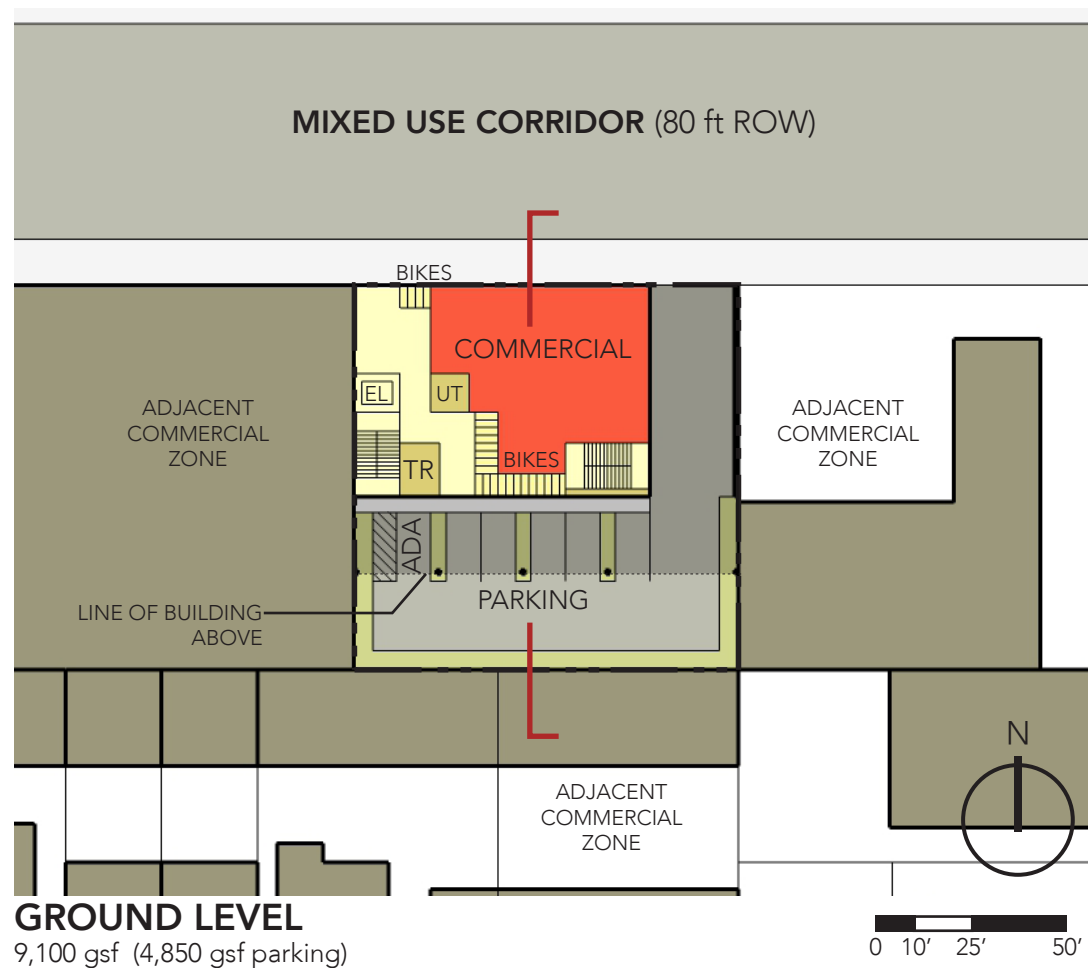 MIXED USE CORRIDOR (80 ft ROW)
BIKES
COMMERCIAL
EL
UT
ADJACENT
COMMERCIAL
ZONE
ADJACENT
COMMERCIAL
ZONE
TR
BIKES
ADA
PARKING
LINE OF BUILDING
ABOVE
N
ADJACENT
COMMERCIAL
ZONE
GROUND LEVEL
9,100 gsf (4,850 gsf parking)
0 10’ 25’ 50’